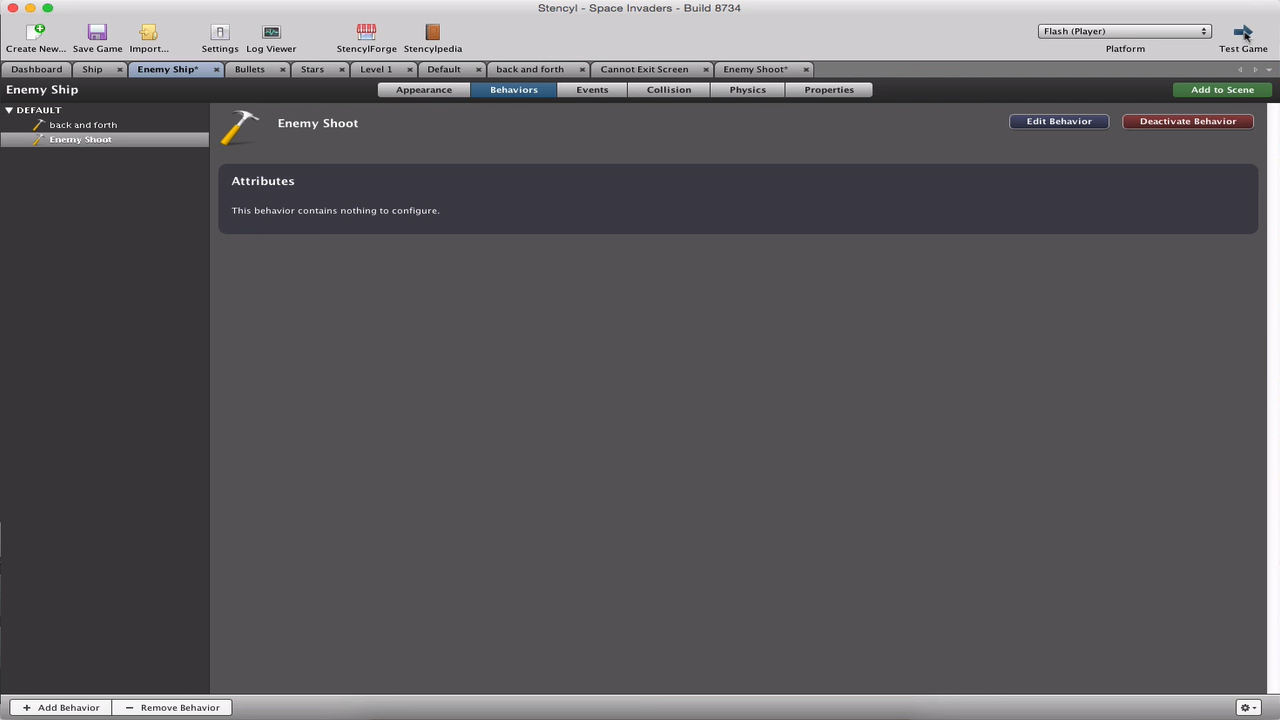 Stencyl - Space Invaders - Build 8734
Create New... Save Game Import... Settings Log Viewer StencylForge Stencylpedia Flash (Player) Platform Test Game
Dashboard Ship Enemy Ship* Bullets Stars Level 1 Default back and forth Cannot Exit Screen Enemy Shoot*
Enemy Ship Appearance Behaviors Events Collision Physics Properties Add to Scene
DEFAULT
back and forth
Enemy Shoot
Enemy Shoot Edit Behavior Deactivate Behavior
Attributes
This behavior contains nothing to configure.
+ Add Behavior − Remove Behavior